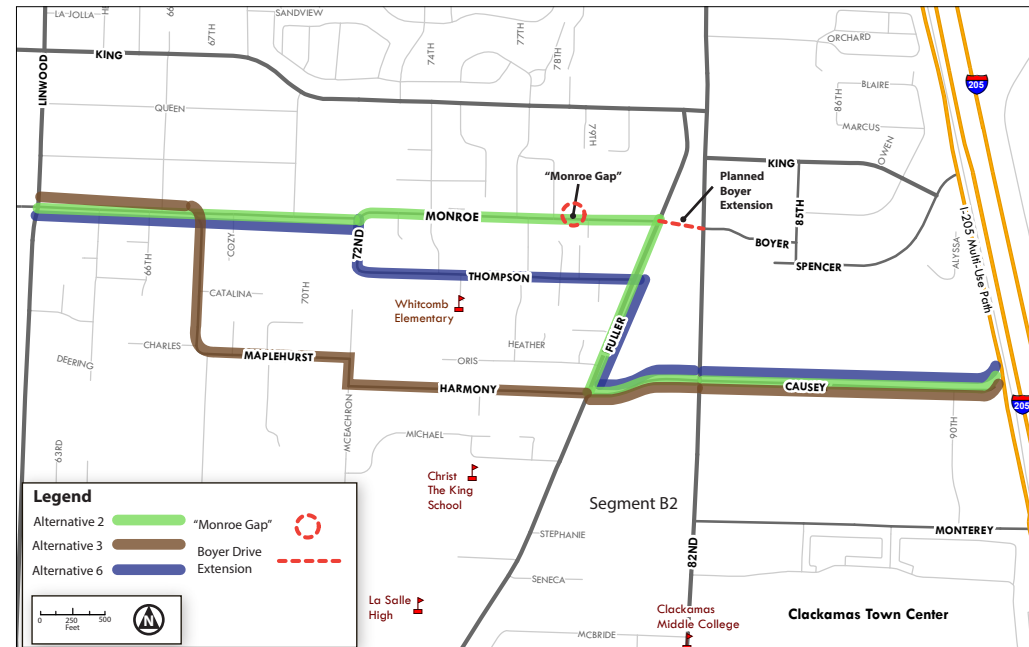 LA JOLLA
66TH
67TH
SANDVIEW
74TH
77TH
78TH
ORCHARD
KING
LINWOOD
BLAIRE
86TH
205
QUEEN
MARCUS
79TH
OWEN
KING
"Monroe Gap"
Planned
Boyer
Extension
85TH
MONROE
BOYER
COZY
72ND
SPENCER
ALYSSA
I-205 Multi-Use Path
66TH
THOMPSON
CATALINA
70TH
Whitcomb
Elementary
FULLER
CHARLES
HEATHER
MAPLEHURST
ORIS
DEERING
HARMONY
CAUSEY
205
MCEACHRON
90TH
MICHAEL
63RD
Christ
The King
School
Segment B2
Legend
Alternative 2
"Monroe Gap"
Alternative 3
Boyer Drive
Extension
Alternative 6
STEPHANIE
82ND
MONTEREY
SENECA
0 250 500
Feet
N
La Salle
High
Clackamas
Middle College
Clackamas Town Center
MCBRIDE